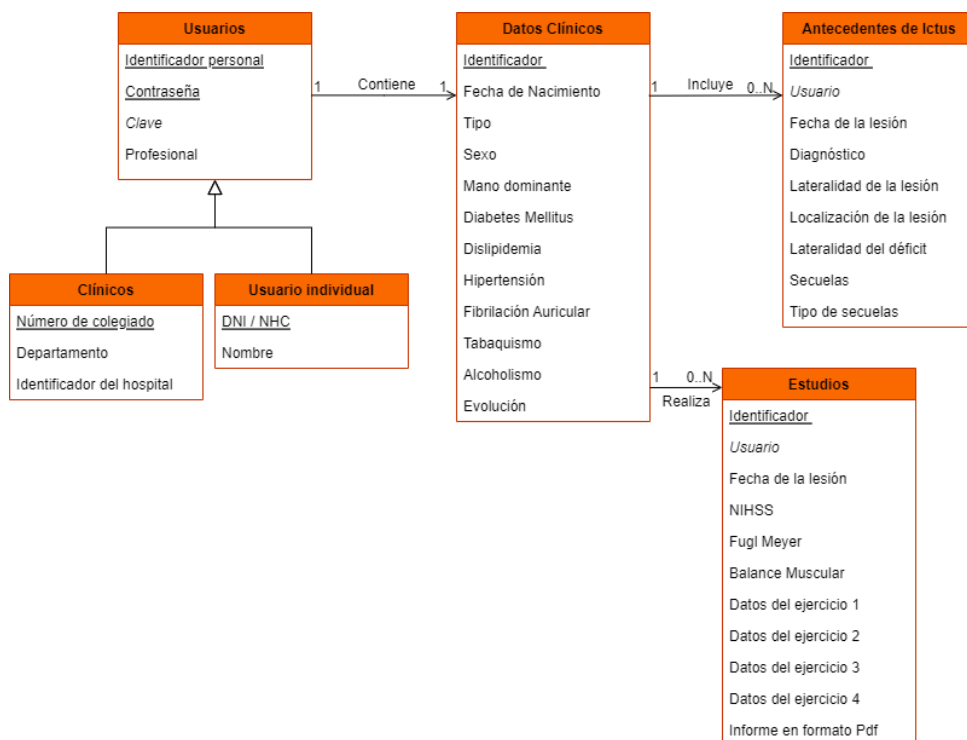 Usuarios
Identificador personal
Contraseña
Clave
Profesional
1
Contiene
1
Datos Clínicos
Identificador
Fecha de Nacimiento
Tipo
Sexo
Mano dominante
Diabetes Mellitus
Dislipidemia
Hipertensión
Fibrilación Auricular
Tabaquismo
Alcoholismo
Evolución
1
Incluye
0..N
Antecedentes de Ictus
Identificador
Usuario
Fecha de la lesión
Diagnóstico
Lateralidad de la lesión
Localización de la lesión
Lateralidad del déficit
Secuelas
Tipo de secuelas
Clínicos
Número de colegiado
Departamento
Identificador del hospital
Usuario individual
DNI / NHC
Nombre
1
0..N
Realiza
Estudios
Identificador
Usuario
Fecha de la lesión
NIHSS
Fugl Meyer
Balance Muscular
Datos del ejercicio 1
Datos del ejercicio 2
Datos del ejercicio 3
Datos del ejercicio 4
Informe en formato Pdf